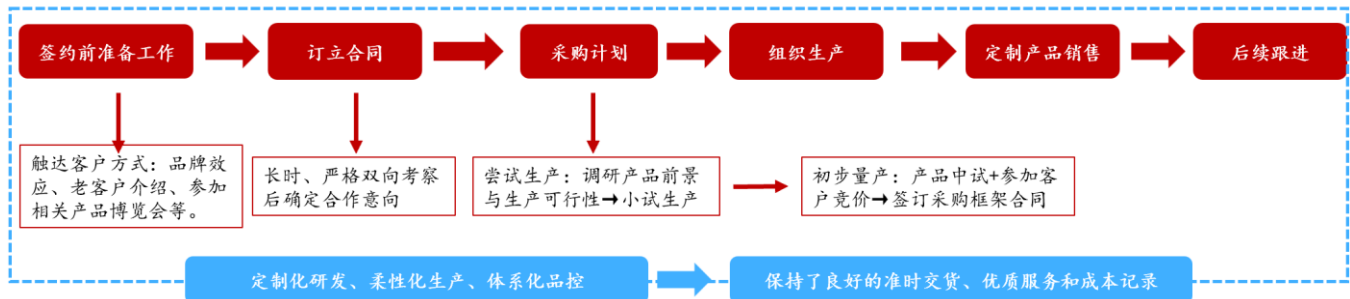 签约前准备工作
订立合同
采购计划
组织生产
定制产品销售
后续跟进
触达客户方式：品牌效
应、老客户介绍、参加
相关产品博览会等。
长时、严格双向考察
后确定合作意向
尝试生产：调研产品前景
与生产可行性→小试生产
初步量产：产品中试+参加客
户竞价→签订采购框架合同
定制化研发、柔性化生产、体系化品控
保持了良好的准时交货、优质服务和成本记录